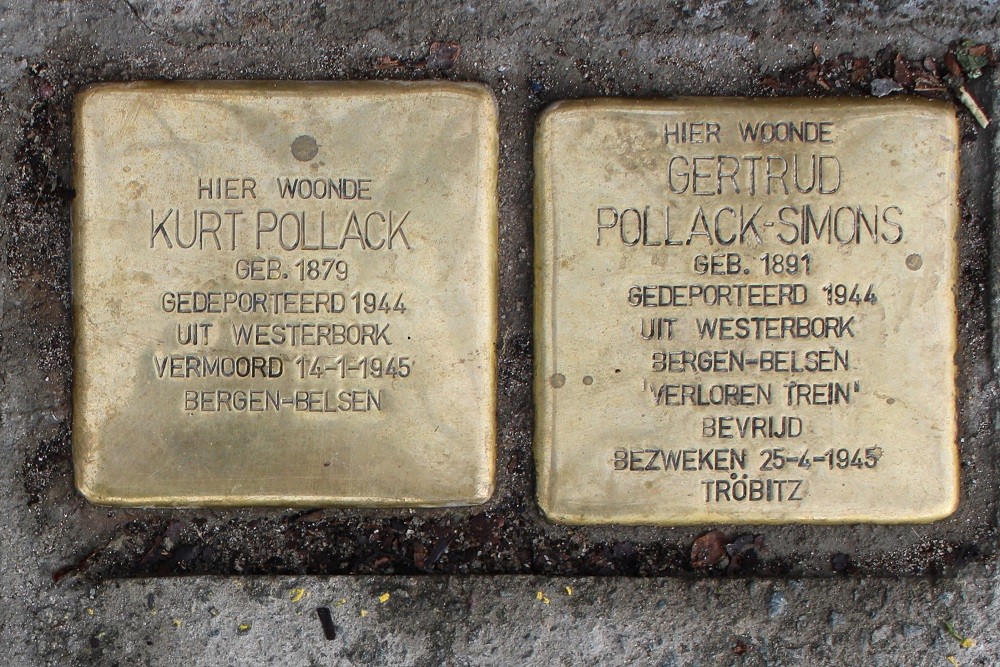 HIER WOONDE
KURT POLLACK
GEB. 1879
GEDEPORTEERD 1944
UIT WESTERBORK
VERMOORD 14-1-1945
BERGEN-BELSEN
HIER WOONDE
GERTRUD
POLLACK-SIMONS
GEB. 1891
GEDEPORTEERD 1944
UIT WESTERBORK
BERGEN-BELSEN
"VERLOREN TREIN"
BEVRIJD
BEZWEKEN 25-4-1945
TRÖBITZ